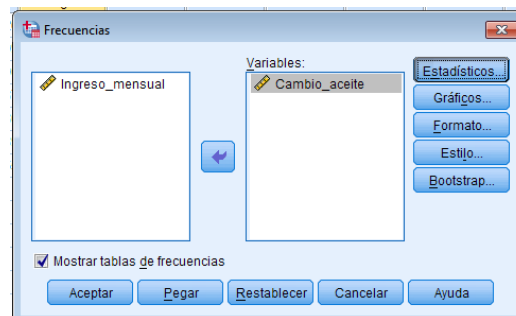 Frecuencias
Variables:
Ingreso_mensual
Cambio_aceite
Estadísticos...
Gráficos...
Formato...
Estilo...
Bootstrap...
Mostrar tablas de frecuencias
Aceptar Pegar Restablecer Cancelar Ayuda